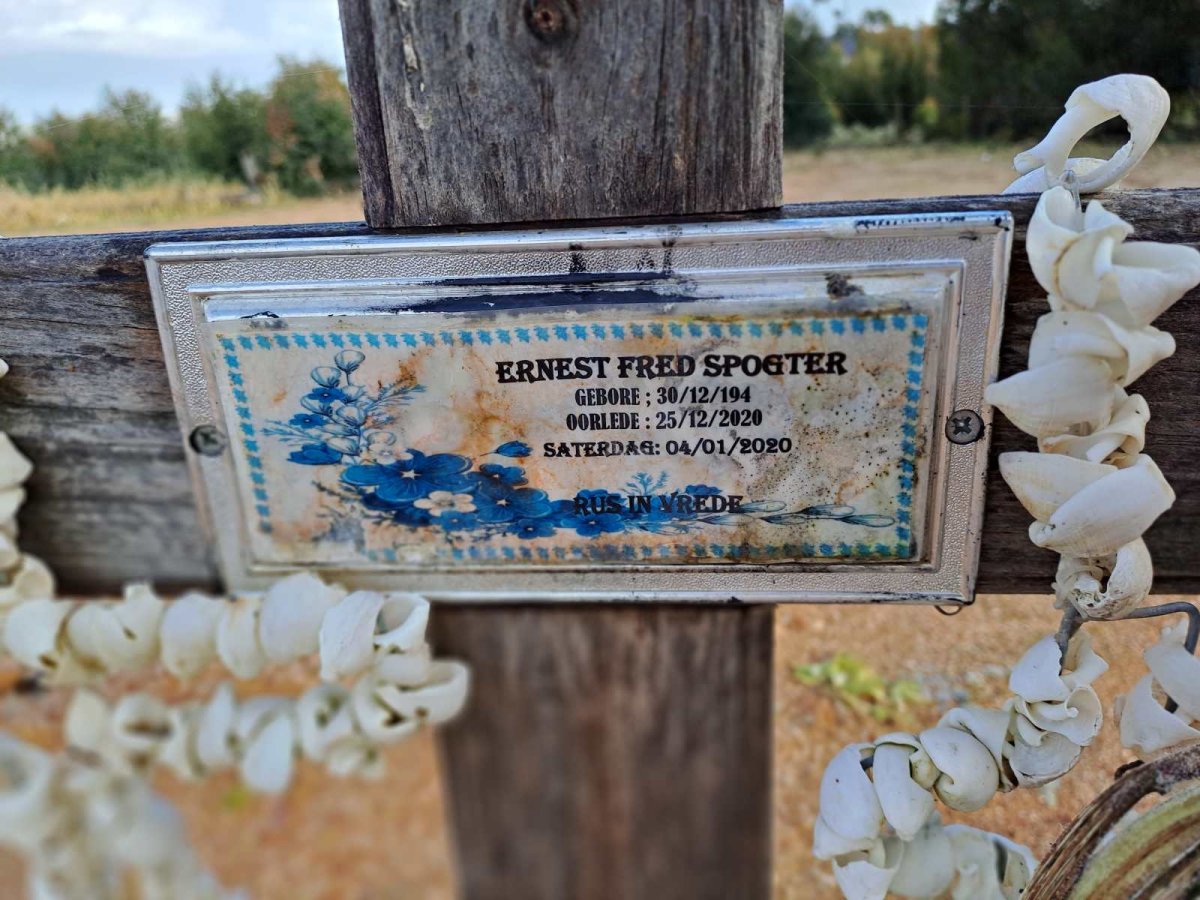 ERNEST FRED SPOGTER
GEBORE ; 30/12/194
OORLEDE : 25/12/2020
SATERDAG: 04/01/2020
RUS IN VREDE